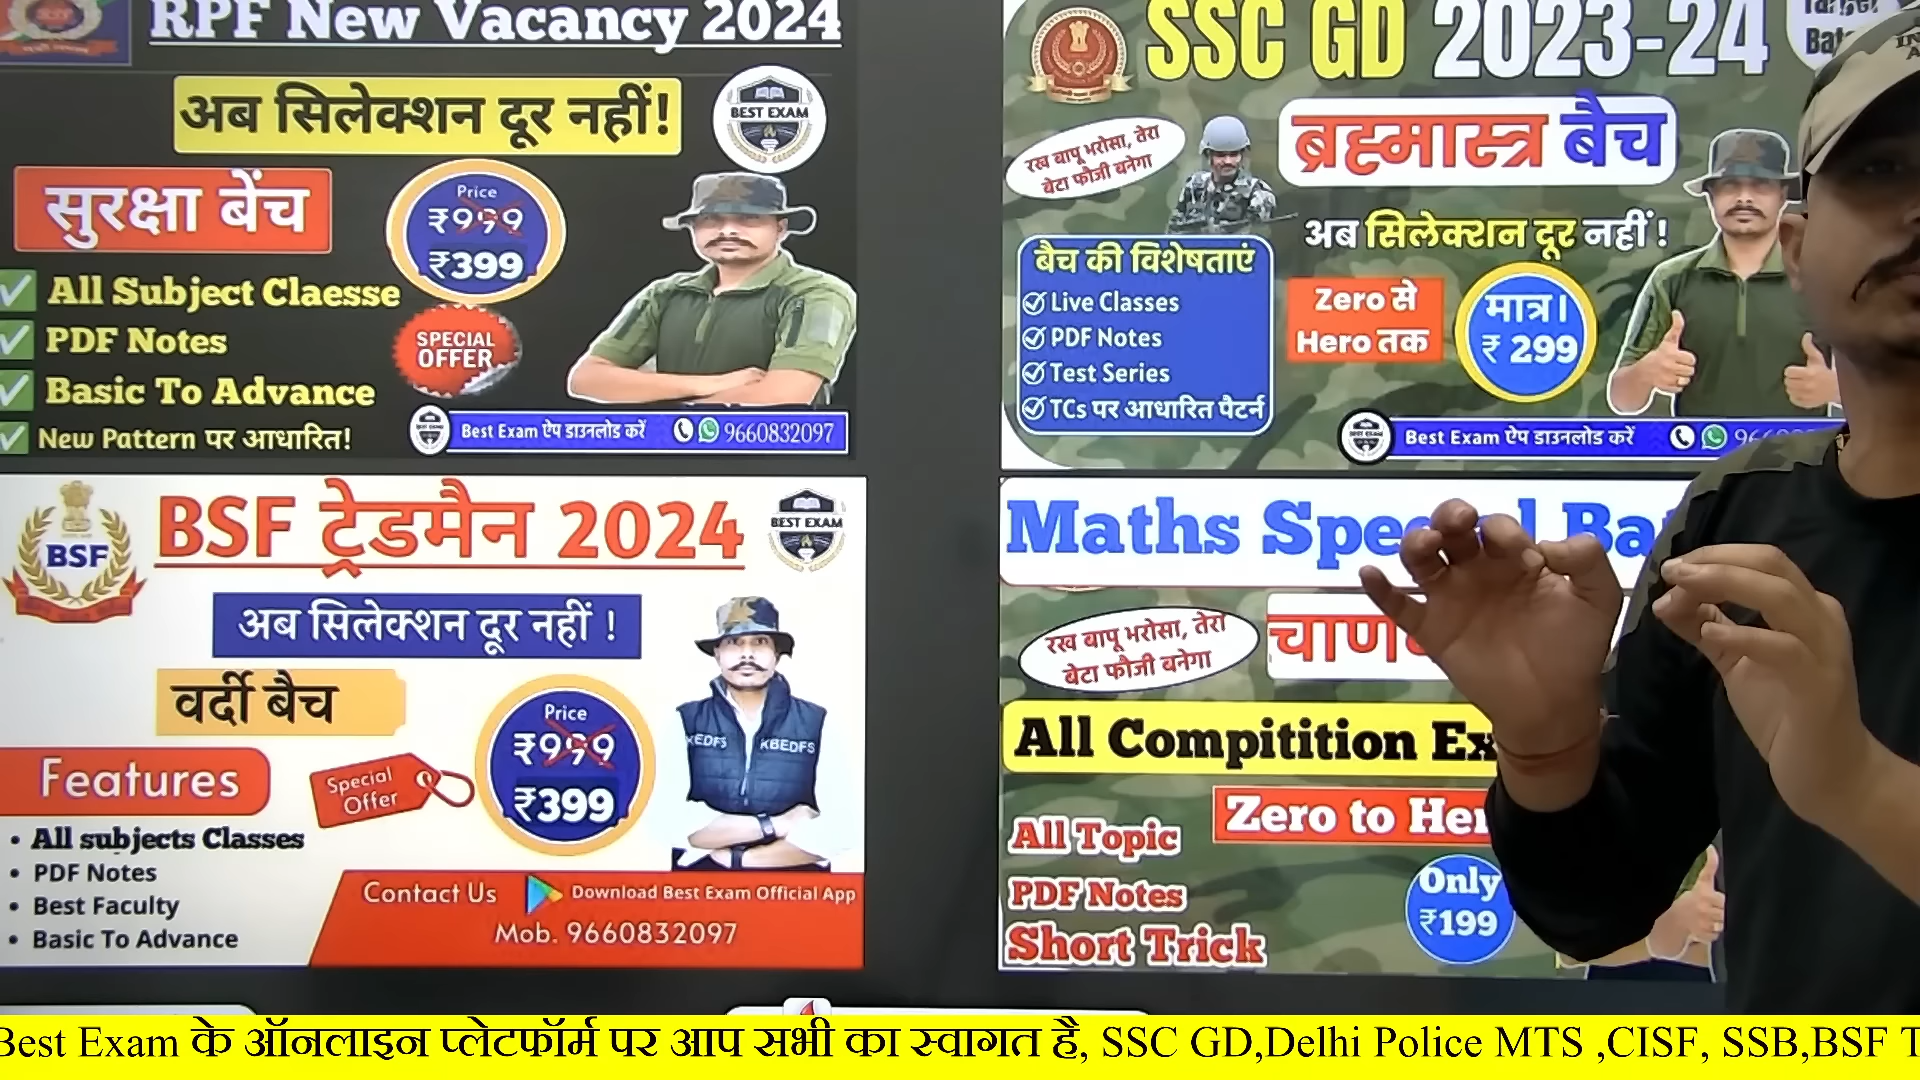 RPF New Vacancy 2024
अब सिलेक्शन दूर नहीं!
BEST EXAM
सुरक्षा बेंच
Price
₹999
₹399
All Subject Claesse
PDF Notes
Basic To Advance
New Pattern पर आधारित!
SPECIAL
OFFER
Best Exam ऐप डाउनलोड करें
9660832097
SSC GD 2023-24
Target
रख बापू भरोसा, तेरा
बेटा फौजी बनेगा
ब्रह्मास्त्र बैच
अब सिलेक्शन दूर नहीं !
बैच की विशेषताएं
Live Classes
PDF Notes
Test Series
TCs पर आधारित पैटर्न
Zero से
Hero तक
मात्र।
₹ 299
Best Exam ऐप डाउनलोड करें
BSF
BSF ट्रेडमैन 2024
BEST EXAM
अब सिलेक्शन दूर नहीं !
वर्दी बैच
Price
₹999
₹399
KBEDFS
Features
Special
Offer
All subjects Classes
PDF Notes
Best Faculty
Basic To Advance
Contact Us
Download Best Exam Official App
Mob. 9660832097
Maths
रख बापू भरोसा, तेरा
बेटा फौजी बनेगा
All Compitition
Zero to
All Topic
PDF Notes
Short Trick
Only
₹199
Best Exam के ऑनलाइन प्लेटफॉर्म पर आप सभी का स्वागत है, SSC GD,Delhi Police MTS ,CISF, SSB,BSF T